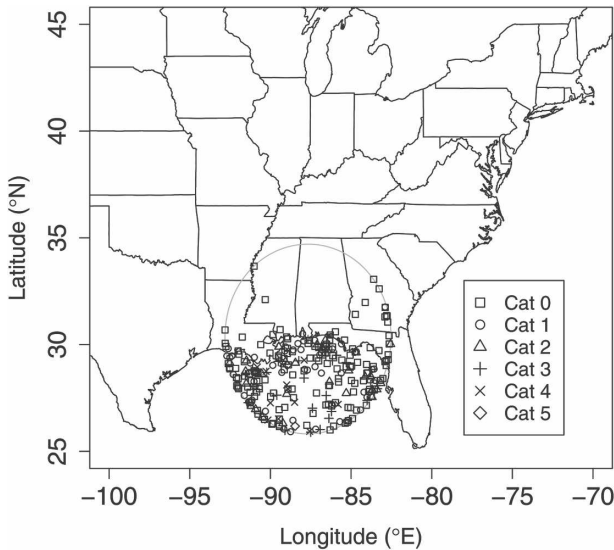 45
40
35
30
25
Latitude (°N)
Cat 0
Cat 1
Cat 2
Cat 3
Cat 4
Cat 5
−100
−95
−90
−85
−80
−75
−70
Longitude (°E)